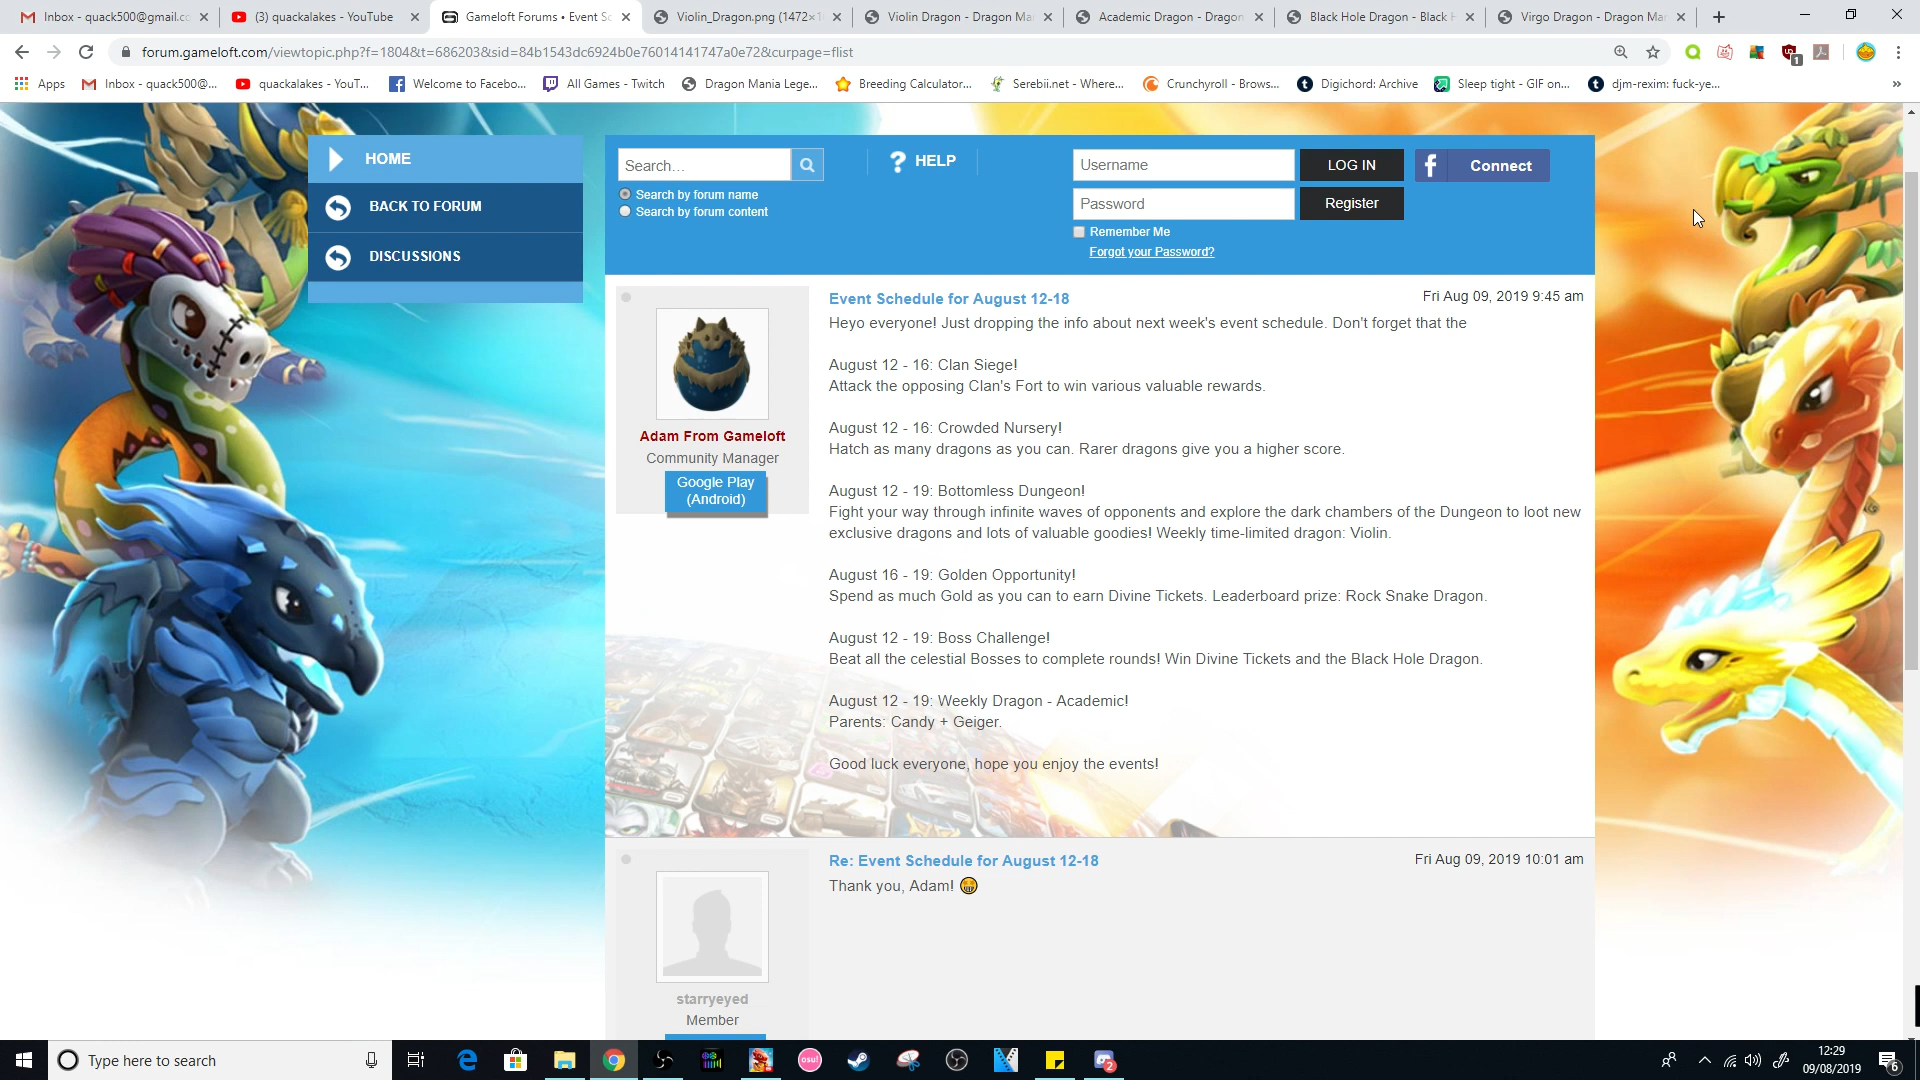 Inbox - quack500@gmail.cc
(3) quackalakes - YouTube
Gameloft Forums • Event Sc
Violin_Dragon.png (1472×1
Violin Dragon - Dragon Ma
Academic Dragon - Dragon
Black Hole Dragon - Black H
Virgo Dragon - Dragon Ma
forum.gameloft.com/viewtopic.php?f=1804&t=686203&sid=84b1543dc6924b0e76014141747a0e72&curpage=flist
1
Apps
Inbox - quack500@...
quackalakes - YouT...
Welcome to Facebo...
All Games - Twitch
Dragon Mania Lege...
Breeding Calculator...
Serebii.net - Where...
Crunchyroll - Brows...
Digichord: Archive
Sleep tight - GIF on...
djm-rexim: fuck-ye...
»
HOME
BACK TO FORUM
DISCUSSIONS
Search...
Search by forum name
Search by forum content
? HELP
Username
LOG IN
f Connect
Password
Register
Remember Me
Forgot your Password?
Event Schedule for August 12-18
Fri Aug 09, 2019 9:45 am
Adam From Gameloft
Community Manager
Google Play
(Android)
Heyo everyone! Just dropping the info about next week's event schedule. Don't forget that the
August 12 - 16: Clan Siege!
Attack the opposing Clan's Fort to win various valuable rewards.
August 12 - 16: Crowded Nursery!
Hatch as many dragons as you can. Rarer dragons give you a higher score.
August 12 - 19: Bottomless Dungeon!
Fight your way through infinite waves of opponents and explore the dark chambers of the Dungeon to loot new
exclusive dragons and lots of valuable goodies! Weekly time-limited dragon: Violin.
August 16 - 19: Golden Opportunity!
Spend as much Gold as you can to earn Divine Tickets. Leaderboard prize: Rock Snake Dragon.
August 12 - 19: Boss Challenge!
Beat all the celestial Bosses to complete rounds! Win Divine Tickets and the Black Hole Dragon.
August 12 - 19: Weekly Dragon - Academic!
Parents: Candy + Geiger.
Good luck everyone, hope you enjoy the events!
Re: Event Schedule for August 12-18
Fri Aug 09, 2019 10:01 am
Thank you, Adam!
starryeyed
Member
Type here to search
osu!
2
12:29
09/08/2019
6